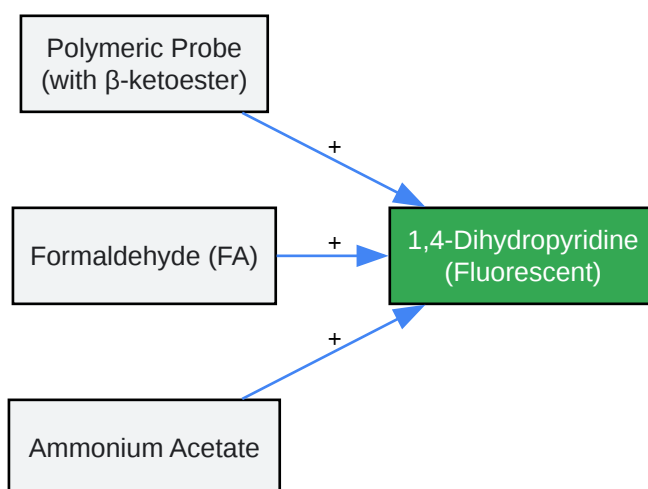 Polymeric Probe
(with β-ketoester)
+
Formaldehyde (FA)
+
1,4-Dihydropyridine
(Fluorescent)
+
Ammonium Acetate